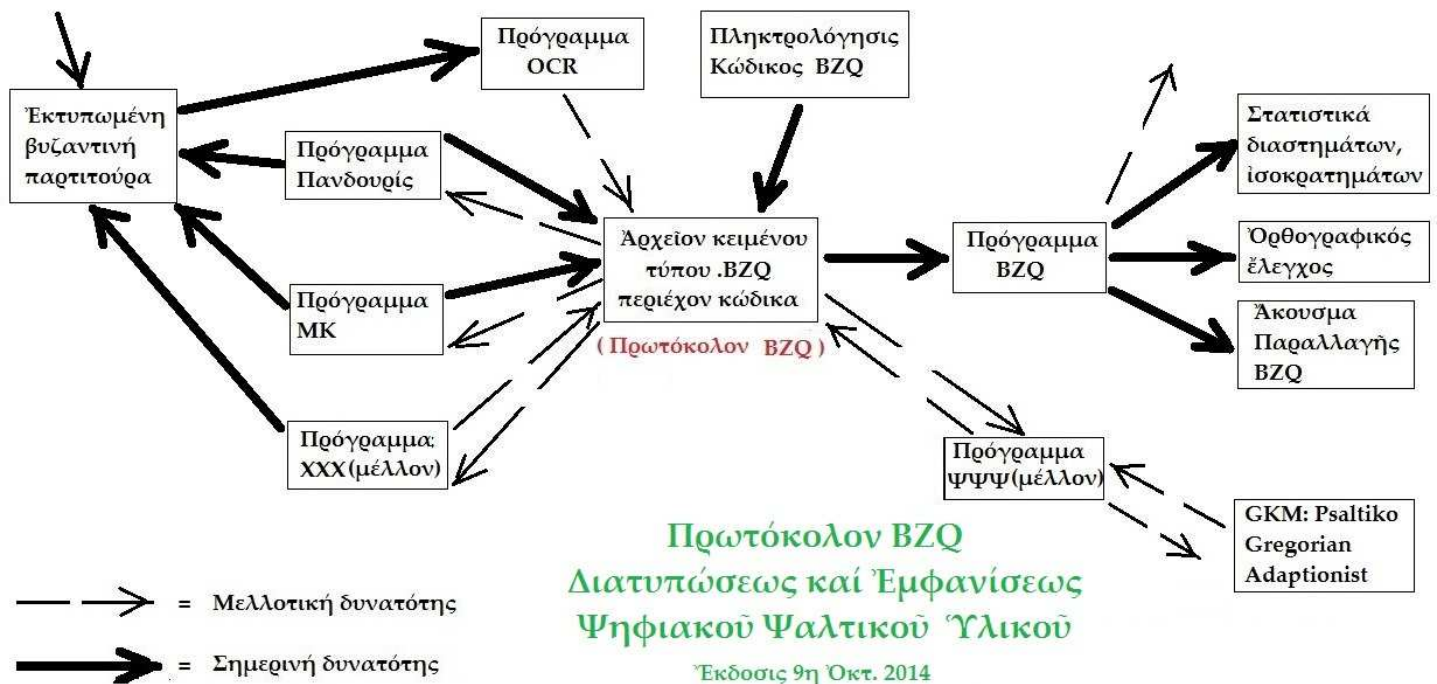 Πρόγραμμα
OCR
Πληκτρολόγησις
Κώδικος BZQ
Ἐκτυπωμένη
βυζαντινή
παρτιτούρα
Πρόγραμμα
Πανδουρίς
Στατιστικά
διαστημάτων,
ἰσοκρατημάτων
Ἀρχεῖον κειμένου
τύπου .BZQ
περιέχον κώδικα
(Πρωτόκολον BZQ)
Πρόγραμμα
BZQ
Ὀρθογραφικός
ἔλεγχος
Πρόγραμμα
ΜΚ
Ἄκουσμα
Παραλλαγῆς
BZQ
Πρόγραμμα;
ΧΧΧ(μέλλον)
Πρόγραμμα
ΨΨΨ(μέλλον)
GKM: Psaltiko
Gregorian
Adaptionist
Πρωτόκολον BZQ
Διατυπώσεως καί Ἐμφανίσεως
Ψηφιακοῦ Ψαλτικοῦ Ὑλικοῦ
Ἔκδοσις 9η Ὀκτ. 2014
= Μελλοτική δυνατότης
= Σημερινή δυνατότης